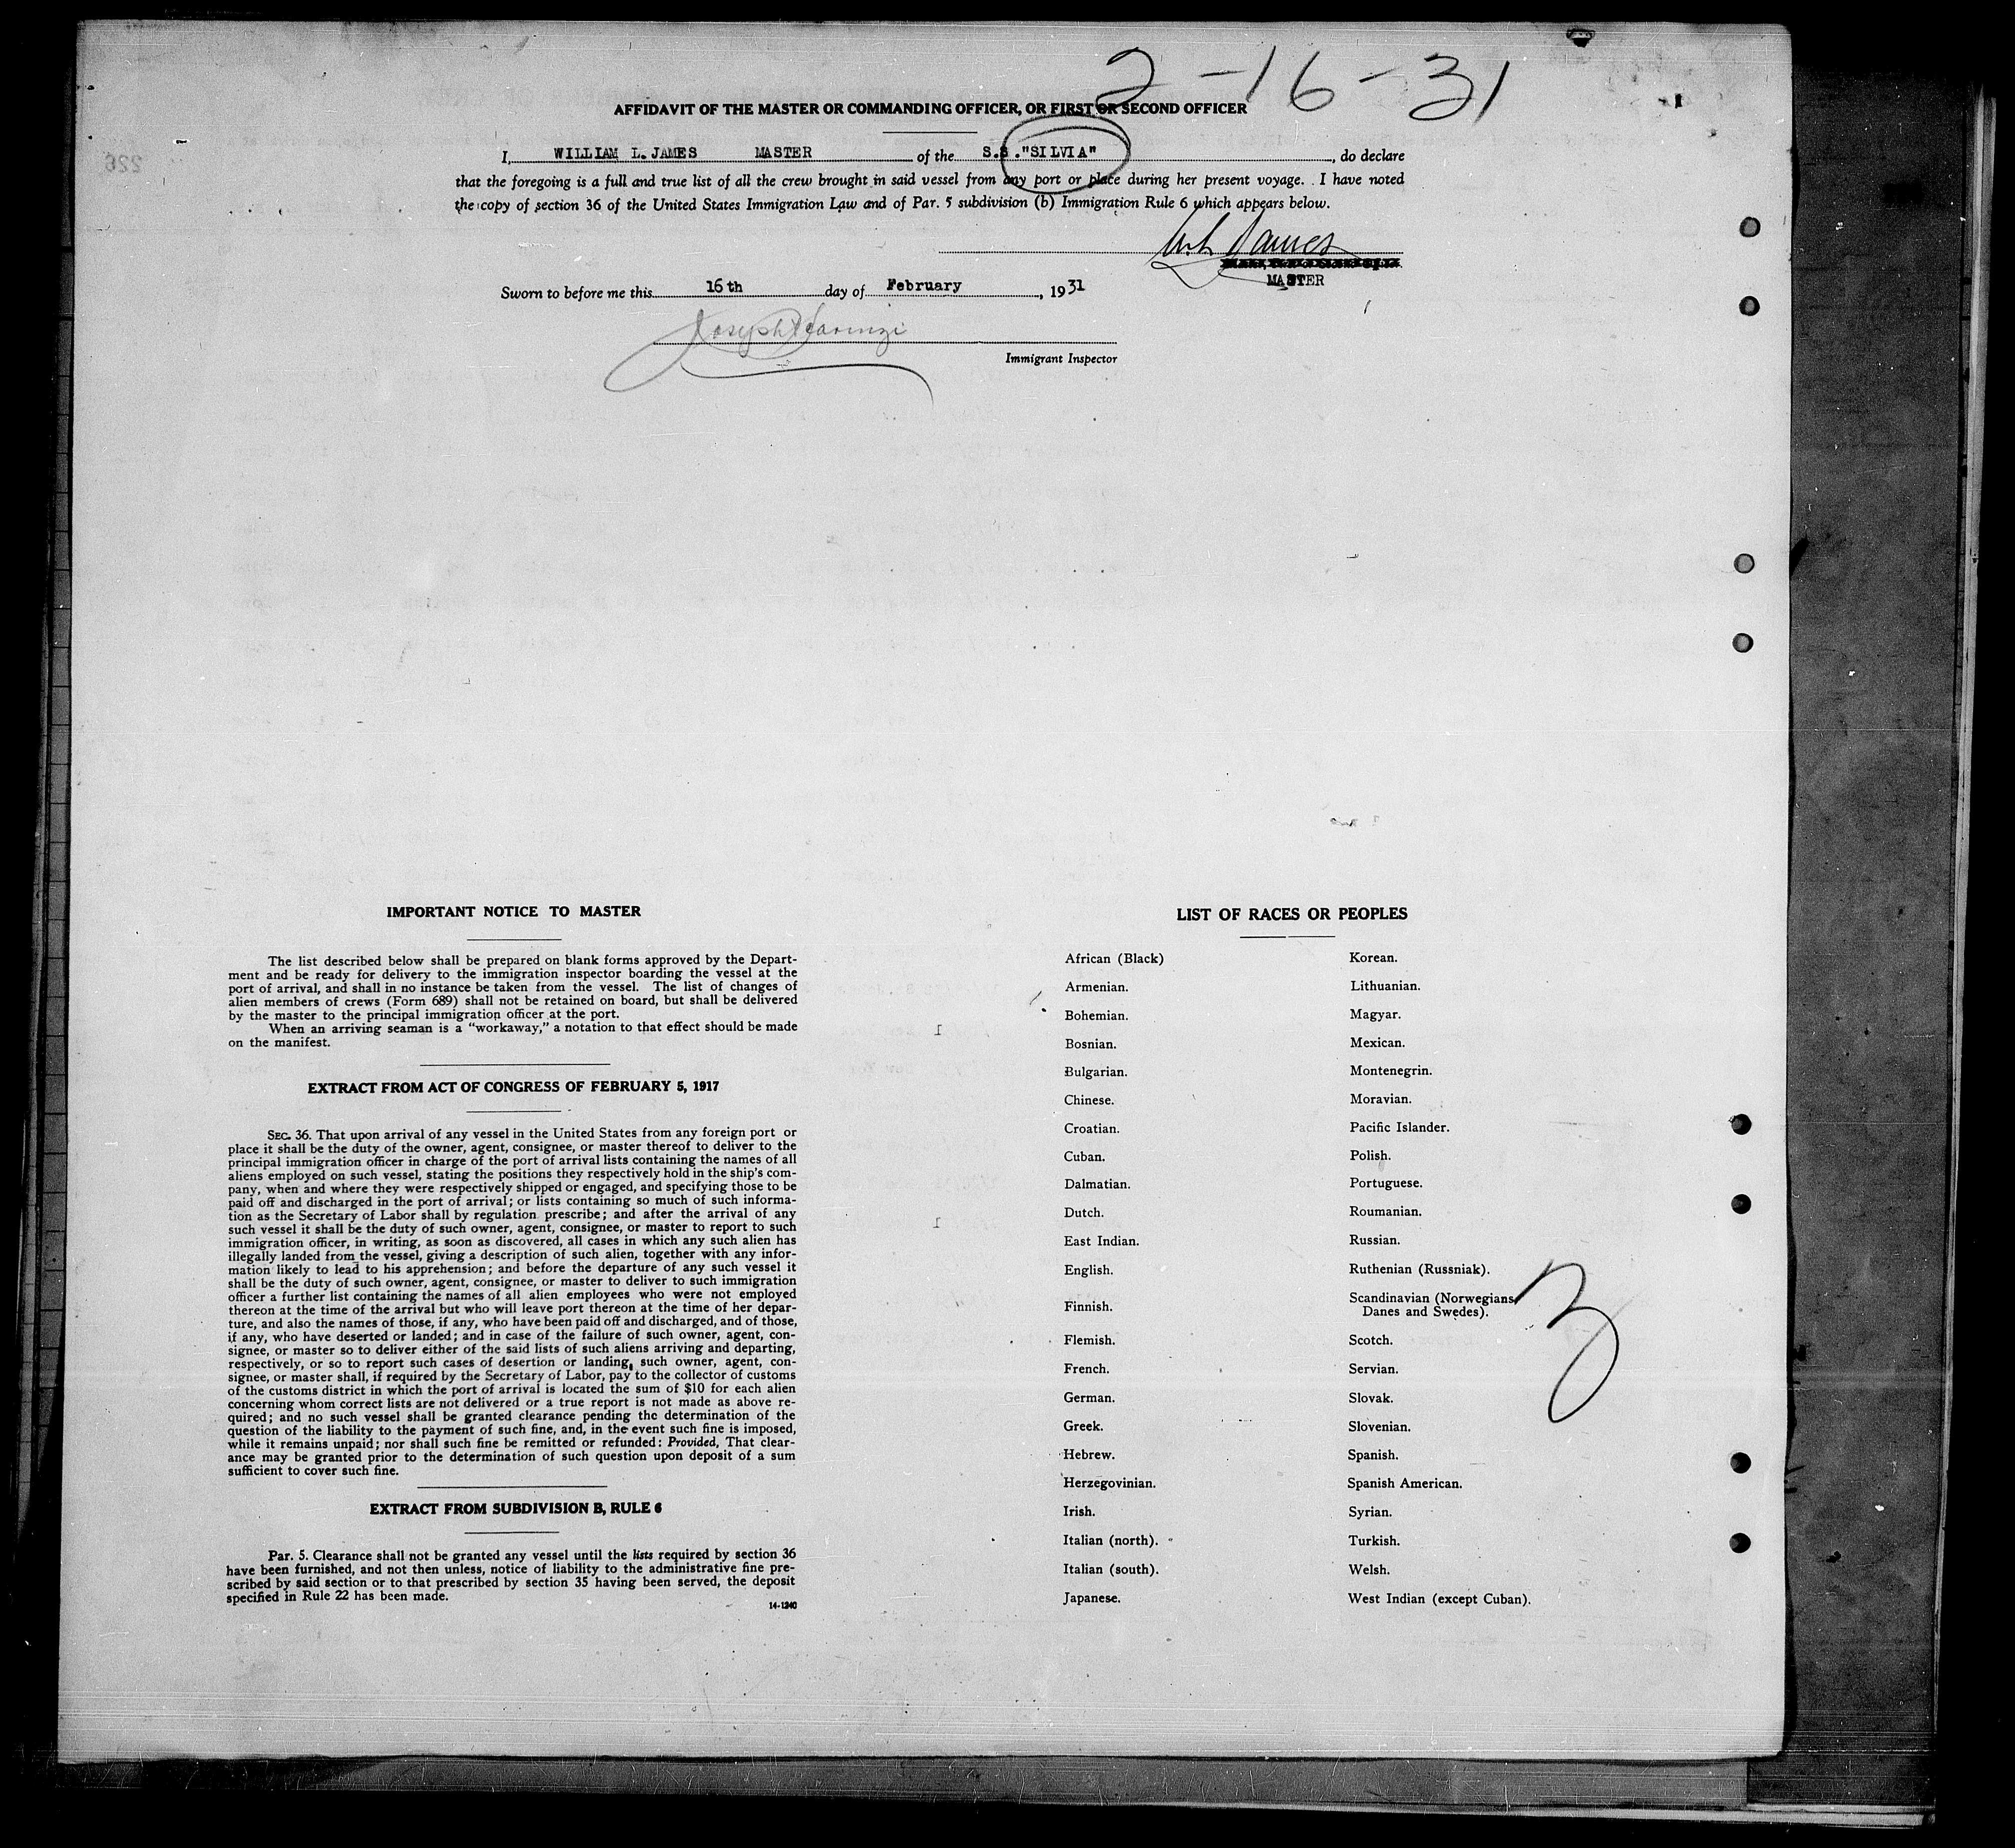 2-16-31
AFFIDAVIT OF THE MASTER OR COMMANDING OFFICER, OR FIRST OR SECOND OFFICER
I, WILLIAM L. JAMES MASTER of the S.S. "SILVIA", do declare
that the foregoing is a full and true list of all the crew brought in said vessel from any port or place during her present voyage. I have noted
the copy of section 36 of the United States Immigration Law and of Par. 5 subdivision (b) Immigration Rule 6 which appears below.
W.L. James
MASTER
Sworn to before me this 16th day of February, 1931
Joseph
Immigrant Inspector
IMPORTANT NOTICE TO MASTER
The list described below shall be prepared on blank forms approved by the Depart-
ment and be ready for delivery to the immigration inspector boarding the vessel at the
port of arrival, and shall in no instance be taken from the vessel. The list of changes of
alien members of crews (Form 689) shall not be retained on board, but shall be delivered
by the master to the principal immigration officer at the port.
When an arriving seaman is a "workaway," a notation to that effect should be made
on the manifest.
EXTRACT FROM ACT OF CONGRESS OF FEBRUARY 5, 1917
SEC. 36. That upon arrival of any vessel in the United States from any foreign port or
place it shall be the duty of the owner, agent, consignee, or master thereof to deliver to the
principal immigration officer in charge of the port of arrival lists containing the names of all
aliens employed on such vessel, stating the positions they respectively hold in the ship's com-
pany, when and where they were respectively shipped or engaged, and specifying those to be
paid off and discharged in the port of arrival; or lists containing so much of such informa-
tion as the Secretary of Labor shall by regulation prescribe; and after the arrival of any
such vessel it shall be the duty of such owner, agent, consignee, or master to report to such
immigration officer, in writing, as soon as discovered, all cases in which any such alien has
illegally landed from the vessel, giving a description of such alien, together with any infor-
mation likely to lead to his apprehension; and before the departure of any such vessel it
shall be the duty of such owner, agent, consignee, or master to deliver to such immigration
officer a further list containing the names of all alien employees who were not employed
thereon at the time of the arrival but who will leave port thereon at the time of her depar-
ture, and also the names of those, if any, who have been paid off and discharged, and of those,
if any, who have deserted or landed; and in case of the failure of such owner, agent, con-
signee, or master so to deliver either of the said lists of such aliens arriving and departing,
respectively, or so to report such cases of desertion or landing, such owner, agent, con-
signee, or master shall, if required by the Secretary of Labor, pay to the collector of customs
of the customs district in which the port of arrival is located the sum of $10 for each alien
concerning whom correct lists are not delivered or a true report is not made as above re-
quired; and no such vessel shall be granted clearance pending the determination of the
question of the liability to the payment of such fine, and, in the event such fine is imposed,
while it remains unpaid; nor shall such fine be remitted or refunded: Provided, That clear-
ance may be granted prior to the determination of such question upon deposit of a sum
sufficient to cover such fine.
EXTRACT FROM SUBDIVISION B, RULE 6
Par. 5. Clearance shall not be granted any vessel until the lists required by section 36
have been furnished, and not then unless, notice of liability to the administrative fine pre-
scribed by said section or to that prescribed by section 35 having been served, the deposit
specified in Rule 22 has been made.
14-1240
LIST OF RACES OR PEOPLES
African (Black)
Armenian.
Bohemian.
Bosnian.
Bulgarian.
Chinese.
Croatian.
Cuban.
Dalmatian.
Dutch.
East Indian.
English.
Finnish.
Flemish.
French.
German.
Greek.
Hebrew.
Herzegovinian.
Irish.
Italian (north).
Italian (south).
Japanese.
Korean.
Lithuanian.
Magyar.
Mexican.
Montenegrin.
Moravian.
Pacific Islander.
Polish.
Portuguese.
Roumanian.
Russian.
Ruthenian (Russniak).
Scandinavian (Norwegians,
Danes and Swedes).
Scotch.
Servian.
Slovak.
Slovenian.
Spanish.
Spanish American.
Syrian.
Turkish.
Welsh.
West Indian (except Cuban).
3